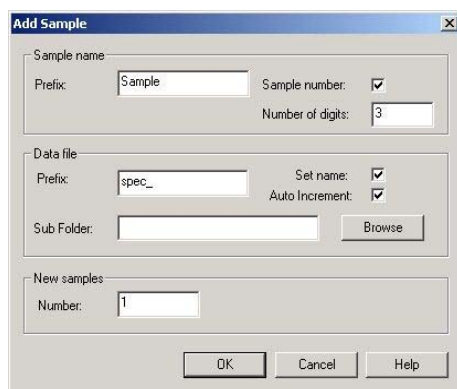 Add Sample
Sample name
Prefix: Sample Sample number:
Number of digits: 3
Data file
Prefix: spec_ Set name:
Auto Increment:
Sub Folder: Browse
New samples
Number: 1
OK Cancel Help